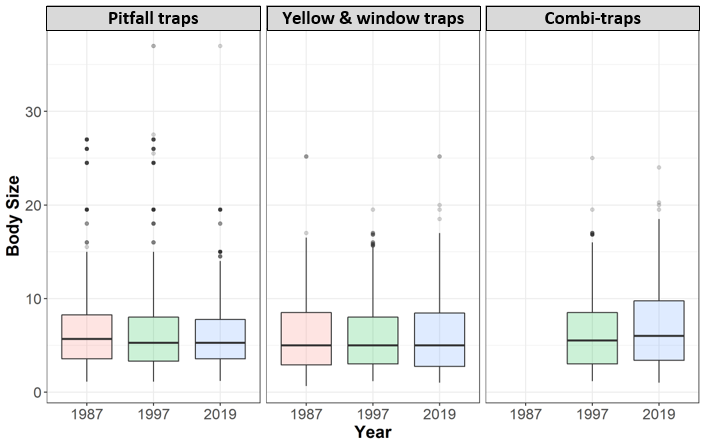 Pitfall traps
Yellow & window traps
Combi-traps
Body Size
30
20
10
0
1987 1997 2019
1987 1997 2019
1987 1997 2019
Year